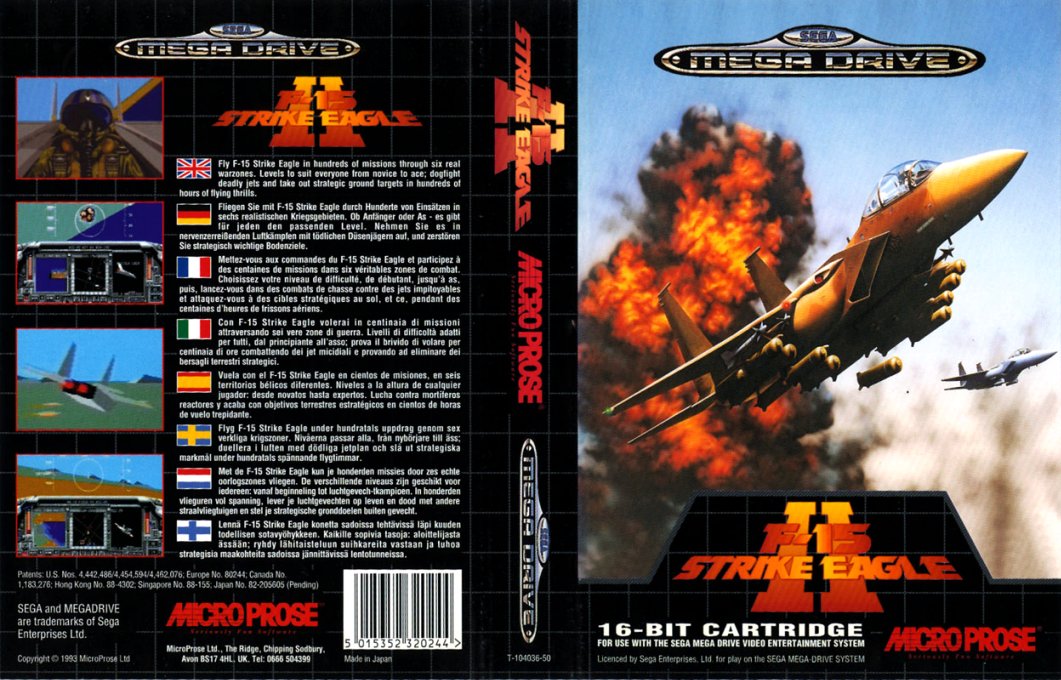 SEGA
MEGA DRIVE
II
F-15
STRIKE EAGLE
Fly F-15 Strike Eagle in hundreds of missions through six real
warzones. Levels to suit everyone from novice to ace; dogfight
deadly jets and take out strategic ground targets in hundreds of
hours of flying thrills.
Fliegen Sie mit F-15 Strike Eagle durch Hunderte von Einsätzen in
sechs realistischen Kriegsgebieten. Ob Anfänger oder As - es gibt
für jeden den passenden Level. Nehmen Sie es in
nervenzerreißenden Luftkämpfen mit tödlichen Düsenjägern auf, und zerstören
Sie strategisch wichtige Bodenziele.
Mettez-vous aux commandes du F-15 Strike Eagle et participez à
des centaines de missions dans six véritables zones de combat.
Choisissez votre niveau de difficulté, de débutant, jusqu'à as,
puis, lancez-vous dans des combats de chasse contre des jets impitoyables
et attaquez-vous à des cibles stratégiques au sol, et ce, pendant des
centaines d'heures de frissons aériens.
Con F-15 Strike Eagle volerai in centinaia di missioni
attraversando sei vere zone di guerra. Livelli di difficoltà adatti
per tutti, dal principiante all'asso; prova il brivido di volare per
centinaia di ore combattendo dei jet micidiali e provando ad eliminare dei
bersagli terrestri strategici.
Vuela con el F-15 Strike Eagle en cientos de misiones, en seis
territorios bélicos diferentes. Niveles a la altura de cualquier
jugador: desde novatos hasta expertos. Lucha contra mortíferos
reactores y acaba con objetivos terrestres estratégicos en cientos de horas
de vuelo trepidante.
Flyg F-15 Strike Eagle under hundratals uppdrag genom sex
verkliga krigszoner. Nivåerna passar alla, från nybörjare till äss;
duellera i luften med dödliga jetplan och slå ut strategiska
markmål under hundratals spännande flygtimmar.
Met de F-15 Strike Eagle kun je honderden missies door zes echte
oorlogszones vliegen. De verschillende niveaus zijn geschikt voor
iedereen: vanaf beginneling tot luchtgevech-tkampioen. In honderden
vlieguren vol spanning, lever je luchtgevechten op leven en dood met andere
straalvliegtuigen en stel je strategische gronddoelen buiten gevecht.
Lennä F-15 Strike Eagle konetta sadoissa tehtävissä läpi kuuden
todellisen sotavyöhykkeen. Kaikille sopivia tasoja: aloittelijasta
ässään; ryhdy lähitaisteluun suihkareita vastaan ja tuhoa
strategisia maakohteita sadoissa jännittävissä lentotunneissa.
Patents: U.S. Nos. 4,442,486/4,454,594/4,462,076; Europe No. 80244; Canada No.
1,183,276; Hong Kong No. 88-4302; Singapore No. 88-155; Japan No. 82-205605 (Pending)
SEGA and MEGADRIVE
are trademarks of Sega
Enterprises Ltd.
Copyright © 1993 MicroProse Ltd
MICROPROSE
Seriously Fun Software
MicroProse Ltd., The Ridge, Chipping Sodbury,
Avon BS17 4HL. UK. Tel: 0666 504399
5 015352 320244 >
Made in Japan
II
F-15
STRIKE EAGLE
MICROPROSE
Seriously Fun Software
SEGA
MEGA DRIVE
T-104036-50
SEGA
MEGA DRIVE
II
F-15
STRIKE EAGLE
16-BIT CARTRIDGE
FOR USE WITH THE SEGA MEGA DRIVE VIDEO ENTERTAINMENT SYSTEM
Licenced by Sega Enterprises, Ltd. for play on the SEGA MEGA-DRIVE SYSTEM
MICROPROSE
Seriously Fun Software